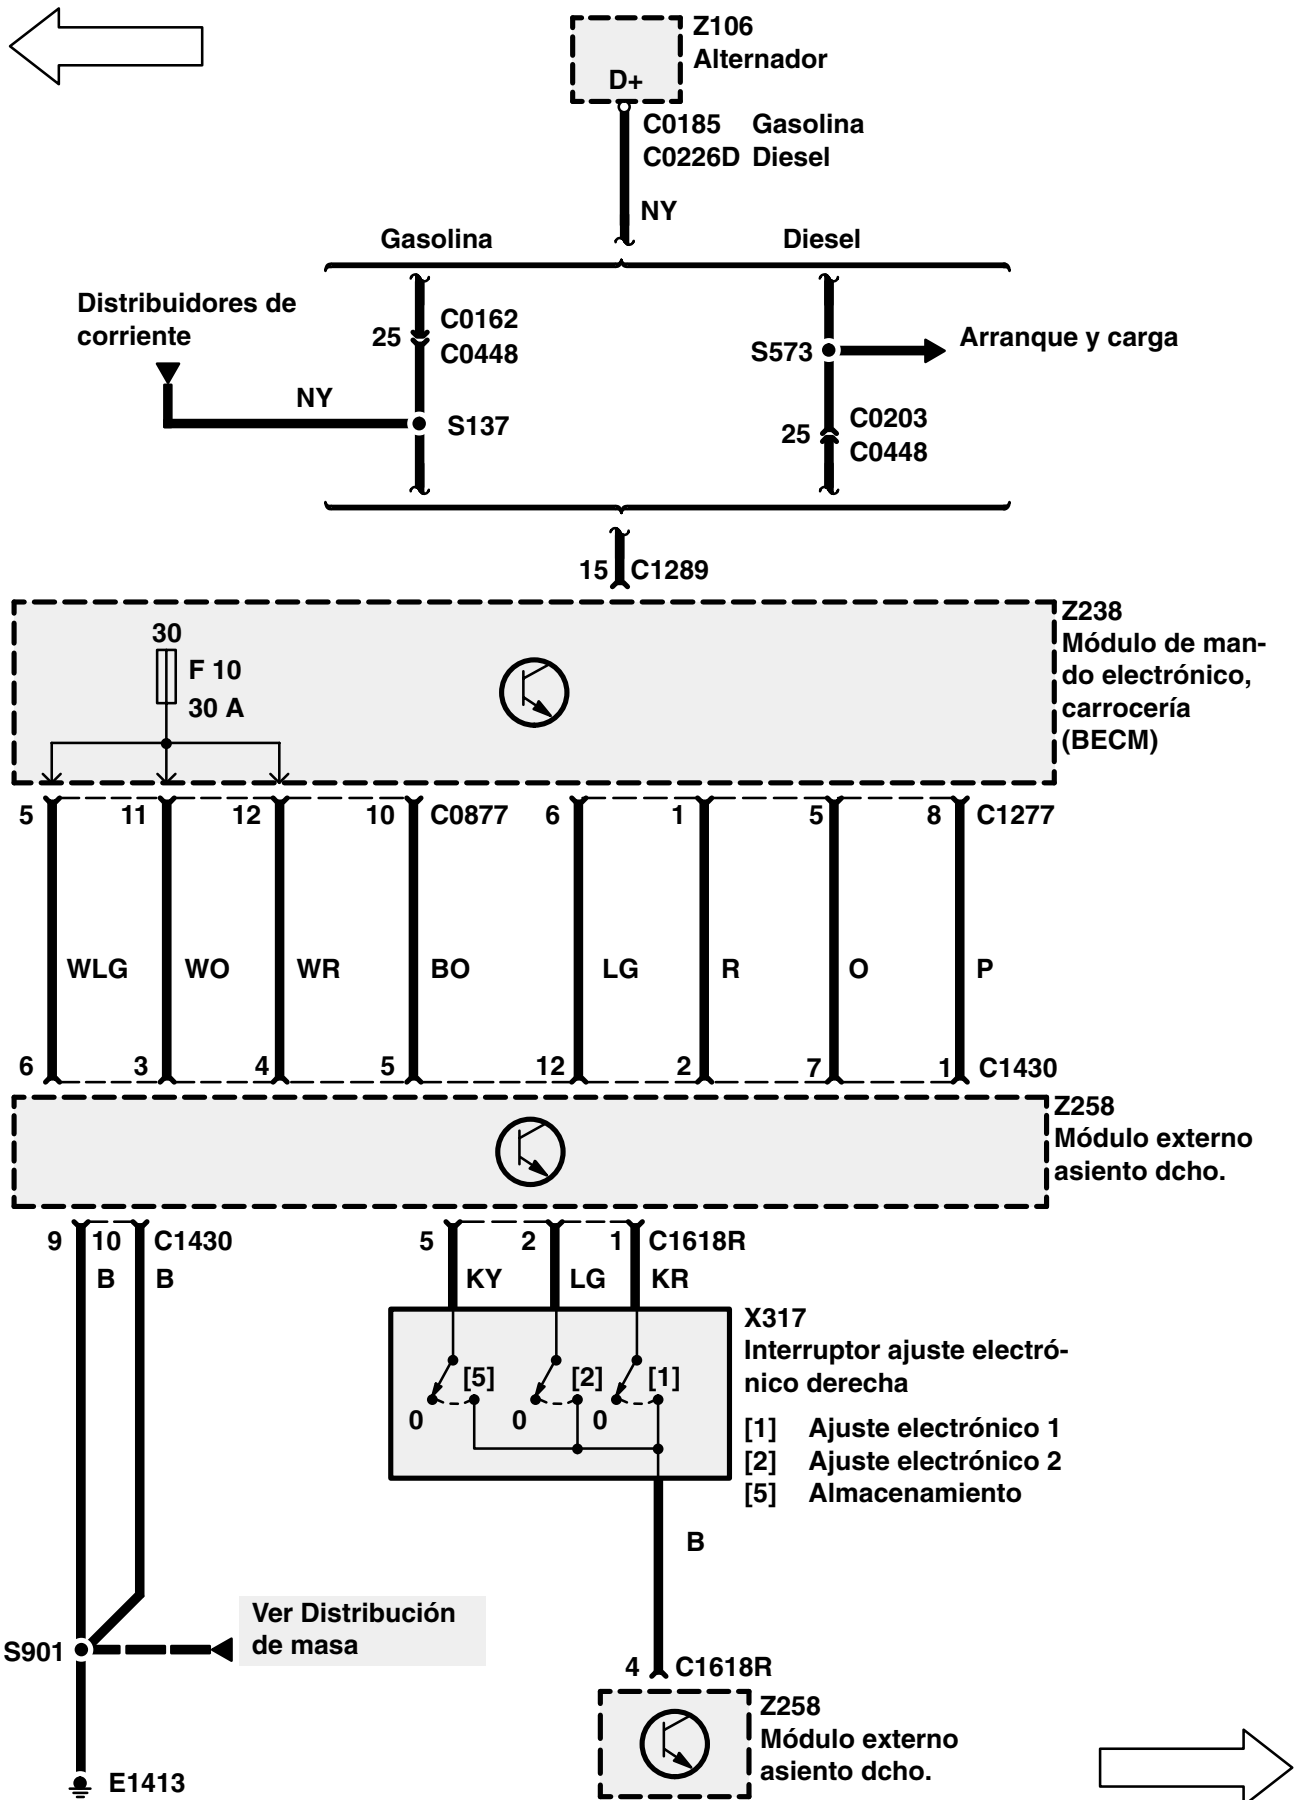 Z106
Alternador
D+
C0185 Gasolina
C0226D Diesel
NY
Gasolina
Diesel
Distribuidores de
corriente
25
C0162
C0448
NY
S137
S573
Arranque y carga
25
C0203
C0448
15 C1289
Z238
Módulo de man-
do electrónico,
carrocería
(BECM)
30
F 10
30 A
5 11 12 10 C0877 6 1 5 8 C1277
WLG WO WR BO LG R O P
6 3 4 5 12 2 7 1 C1430
Z258
Módulo externo
asiento dcho.
9 10 C1430 5 2 1 C1618R
B B KY LG KR
X317
Interruptor ajuste electró-
nico derecha
[5] [2] [1]
0 0 0
[1] Ajuste electrónico 1
[2] Ajuste electrónico 2
[5] Almacenamiento
B
Ver Distribución
de masa
S901
4 C1618R
Z258
Módulo externo
asiento dcho.
E1413